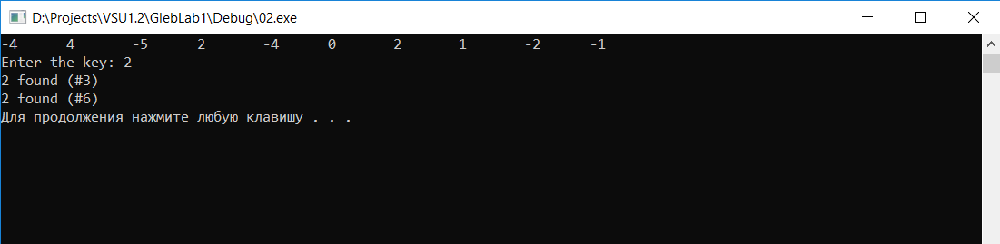 D:\Projects\VSU1.2\GlebLab1\Debug\02.exe
-4 4 -5 2 -4 0 2 1 -2 -1
Enter the key: 2
2 found (#3)
2 found (#6)
Для продолжения нажмите любую клавишу . . .